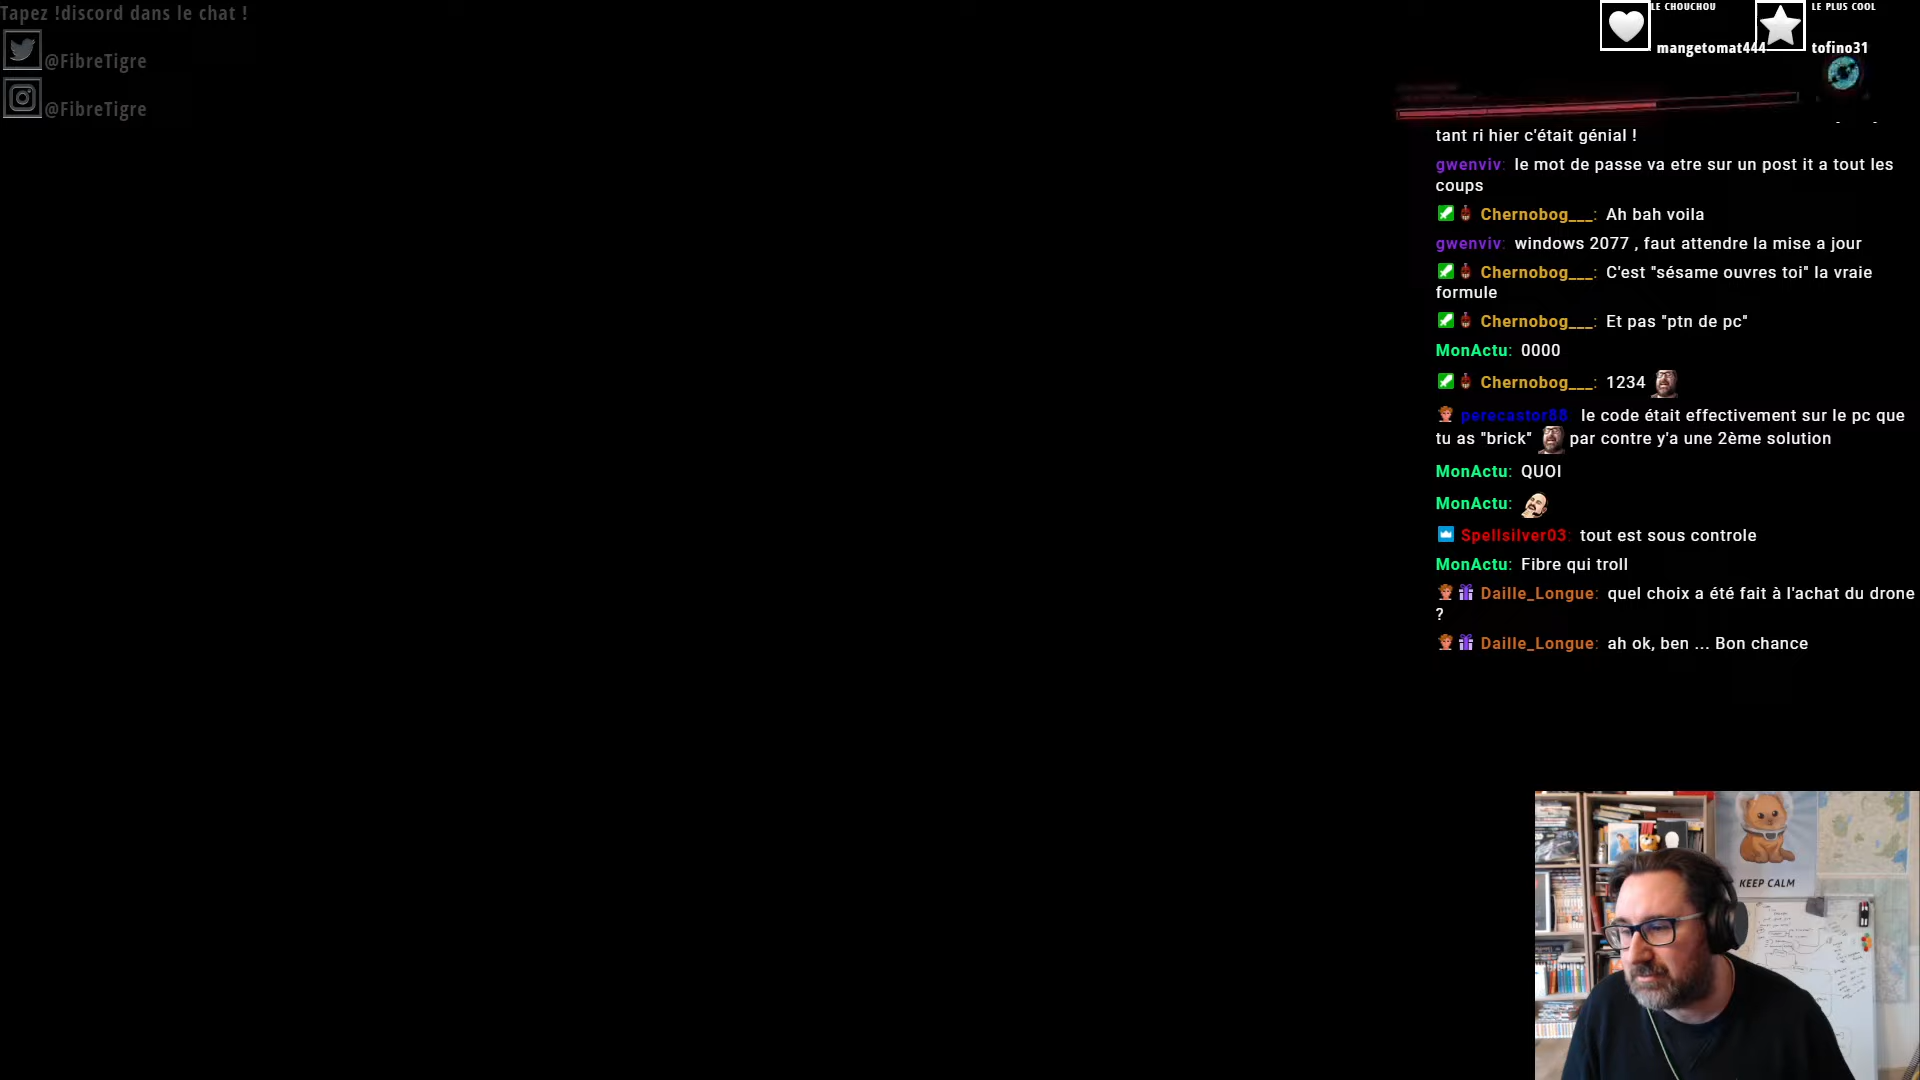 Tapez !discord dans le chat !
@FibreTigre
@FibreTigre
LE CHOUCHOU
mangetomat444
LE PLUS COOL
tofino31
tant ri hier c'était génial !
gwenviv: le mot de passe va etre sur un post it a tout les
coups
Chernobog___: Ah bah voila
gwenviv: windows 2077 , faut attendre la mise a jour
Chernobog___: C'est "sésame ouvres toi" la vraie
formule
Chernobog___: Et pas "ptn de pc"
MonActu: 0000
Chernobog___: 1234
perecastor88: le code était effectivement sur le pc que
tu as "brick" par contre y'a une 2ème solution
MonActu: QUOI
MonActu:
Spellsilver03: tout est sous controle
MonActu: Fibre qui troll
Daille_Longue: quel choix a été fait à l'achat du drone
?
Daille_Longue: ah ok, ben ... Bon chance
KEEP CALM